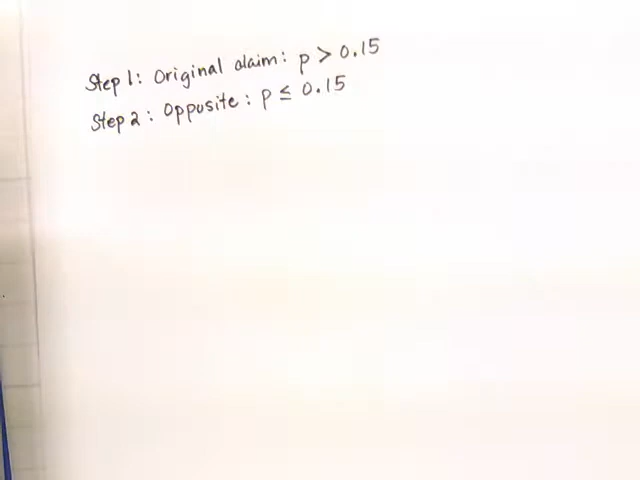 Step 1: Original claim: p > 0.15
Step 2: Opposite: p ≤ 0.15